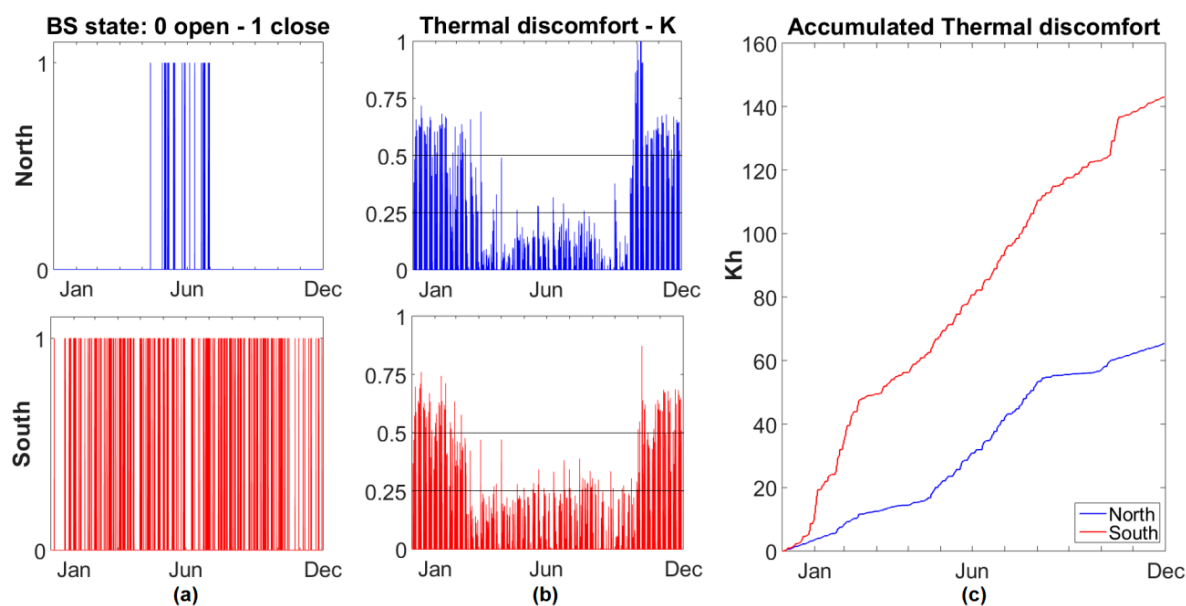 BS state: 0 open - 1 close
North
1
0
Jan Jun Dec
South
1
0
Jan Jun Dec
(a)
Thermal discomfort - K
1
0.75
0.5
0.25
0
Jan Jun Dec
1
0.75
0.5
0.25
0
Jan Jun Dec
(b)
Accumulated Thermal discomfort
Kh
160
140
120
100
80
60
40
20
0
Jan Jun Dec
North
South
(c)